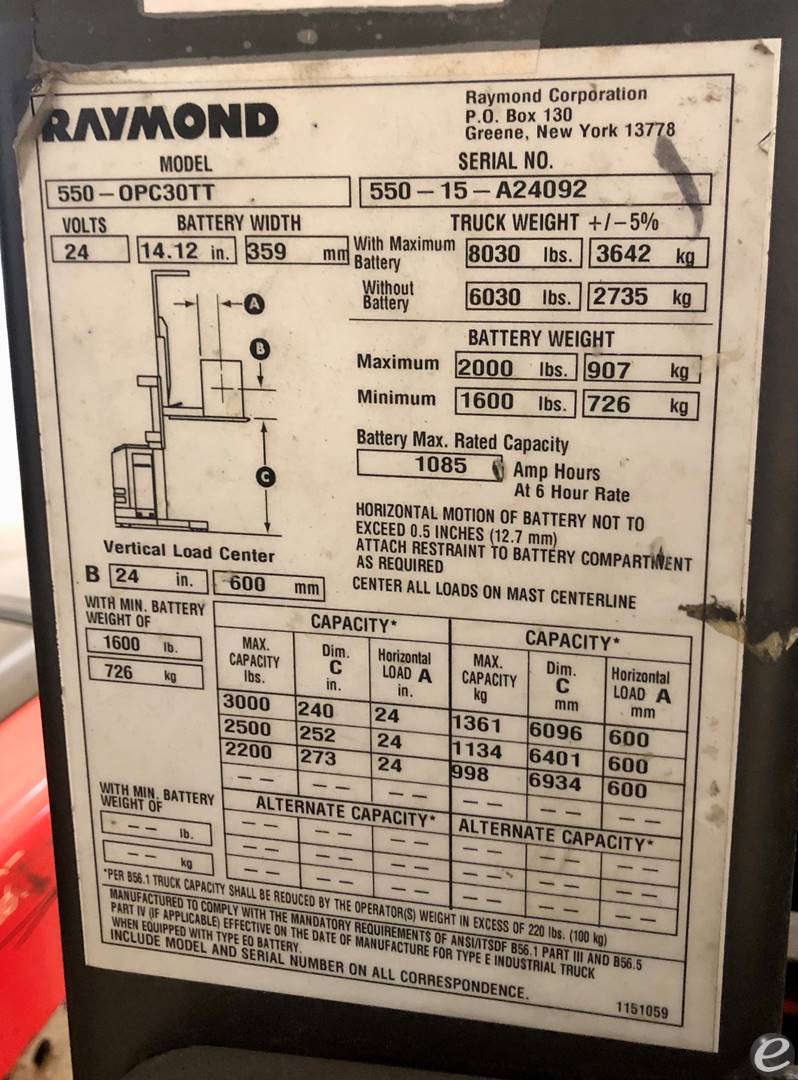 RAYMOND
Raymond Corporation
P.O. Box 130
Greene, New York 13778
MODEL
550-OPC30TT
SERIAL NO.
550-15-A24092
VOLTS
24
BATTERY WIDTH
14.12 in. 359 mm
TRUCK WEIGHT +/-5%
With Maximum Battery 8030 lbs. 3642 kg
Without Battery 6030 lbs. 2735 kg
BATTERY WEIGHT
Maximum 2000 lbs. 907 kg
Minimum 1600 lbs. 726 kg
Battery Max. Rated Capacity
1085 Amp Hours
At 6 Hour Rate
HORIZONTAL MOTION OF BATTERY NOT TO
EXCEED 0.5 INCHES (12.7 mm)
ATTACH RESTRAINT TO BATTERY COMPARTMENT
AS REQUIRED
CENTER ALL LOADS ON MAST CENTERLINE
A
B
C
Vertical Load Center
B 24 in. 600 mm
WITH MIN. BATTERY
WEIGHT OF
1600 lb.
726 kg
CAPACITY* CAPACITY*
MAX. CAPACITY lbs. Dim. C in. Horizontal LOAD A in. MAX. CAPACITY kg Dim. C mm Horizontal LOAD A mm
3000 240 24 1361 6096 600
2500 252 24 1134 6401 600
2200 273 24 998 6934 600
-- -- -- -- -- --
WITH MIN. BATTERY
WEIGHT OF
-- lb.
-- kg
ALTERNATE CAPACITY* ALTERNATE CAPACITY*
-- -- -- -- -- --
-- -- -- -- -- --
-- -- -- -- -- --
*PER B56.1 TRUCK CAPACITY SHALL BE REDUCED BY THE OPERATOR(S) WEIGHT IN EXCESS OF 220 lbs. (100 kg)
MANUFACTURED TO COMPLY WITH THE MANDATORY REQUIREMENTS OF ANSI/ITSDF B56.1 PART III AND B56.5
PART IV (IF APPLICABLE) EFFECTIVE ON THE DATE OF MANUFACTURE FOR TYPE E INDUSTRIAL TRUCK
WHEN EQUIPPED WITH TYPE EO BATTERY.
INCLUDE MODEL AND SERIAL NUMBER ON ALL CORRESPONDENCE.
1151059
e